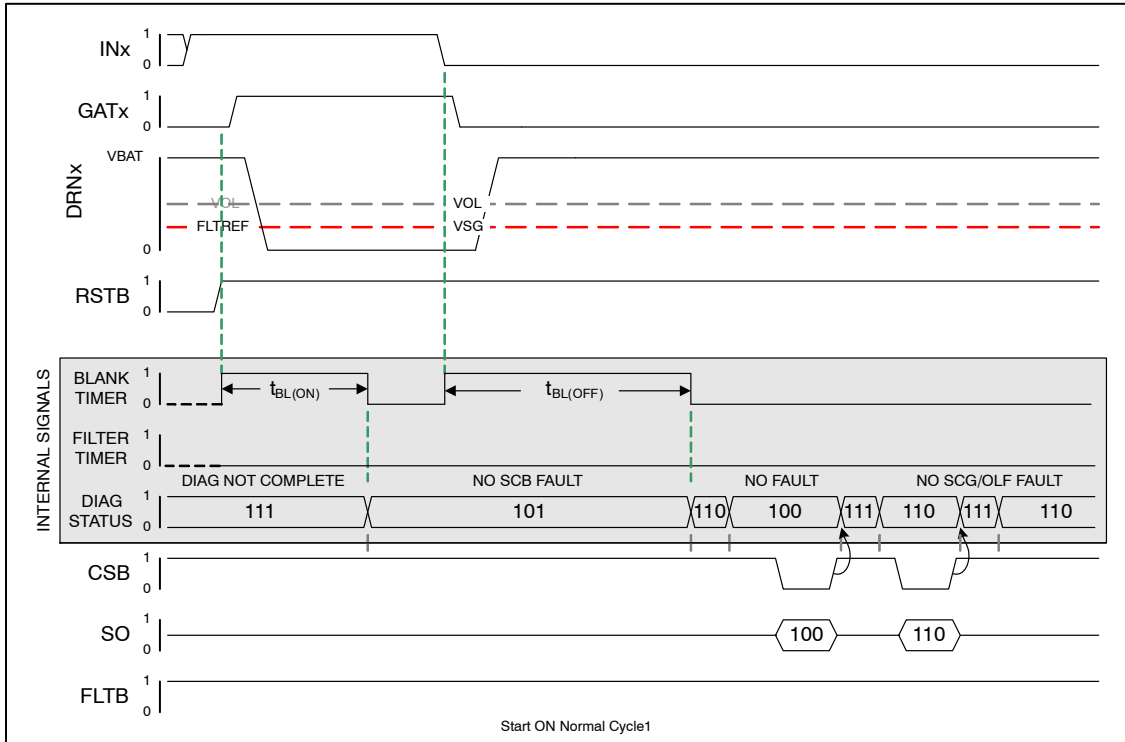 INx
1
0
GATx
1
0
DRNx
VBAT
0
VOL
VOL
FLTREF
VSG
RSTB
1
0
INTERNAL SIGNALS
BLANK
TIMER
1
0
tBL(ON)
tBL(OFF)
FILTER
TIMER
1
0
DIAG NOT COMPLETE
NO SCB FAULT
NO FAULT
NO SCG/OLF FAULT
DIAG
STATUS
1
0
111
101
110
100
111
110
111
110
CSB
1
0
SO
1
0
100
110
FLTB
1
0
Start ON Normal Cycle1